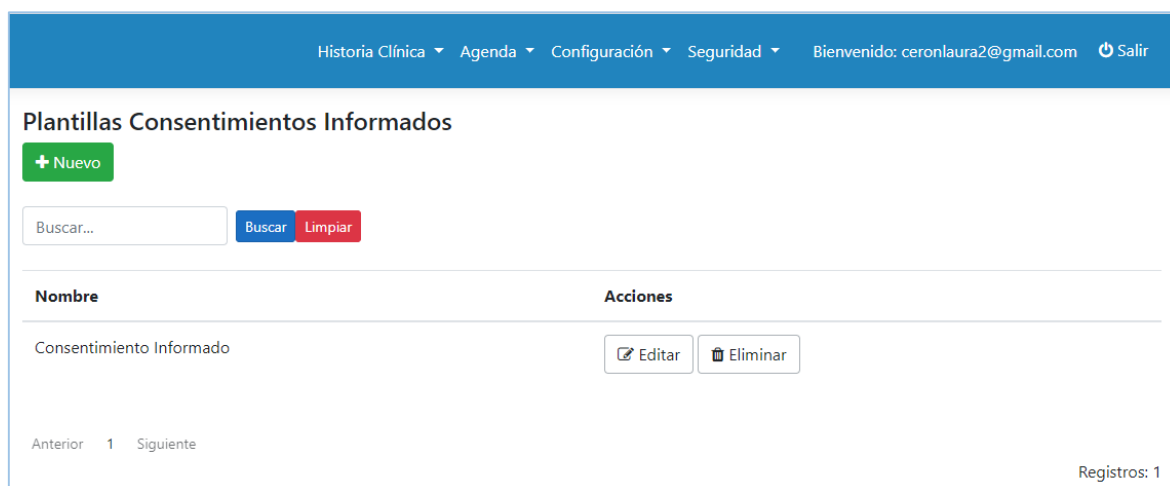 Historia Clínica Agenda Configuración Seguridad Bienvenido: ceronlaura2@gmail.com Salir
Plantillas Consentimientos Informados
+ Nuevo
Buscar... Buscar Limpiar
Nombre Acciones
Consentimiento Informado Editar Eliminar
Anterior 1 Siguiente
Registros: 1